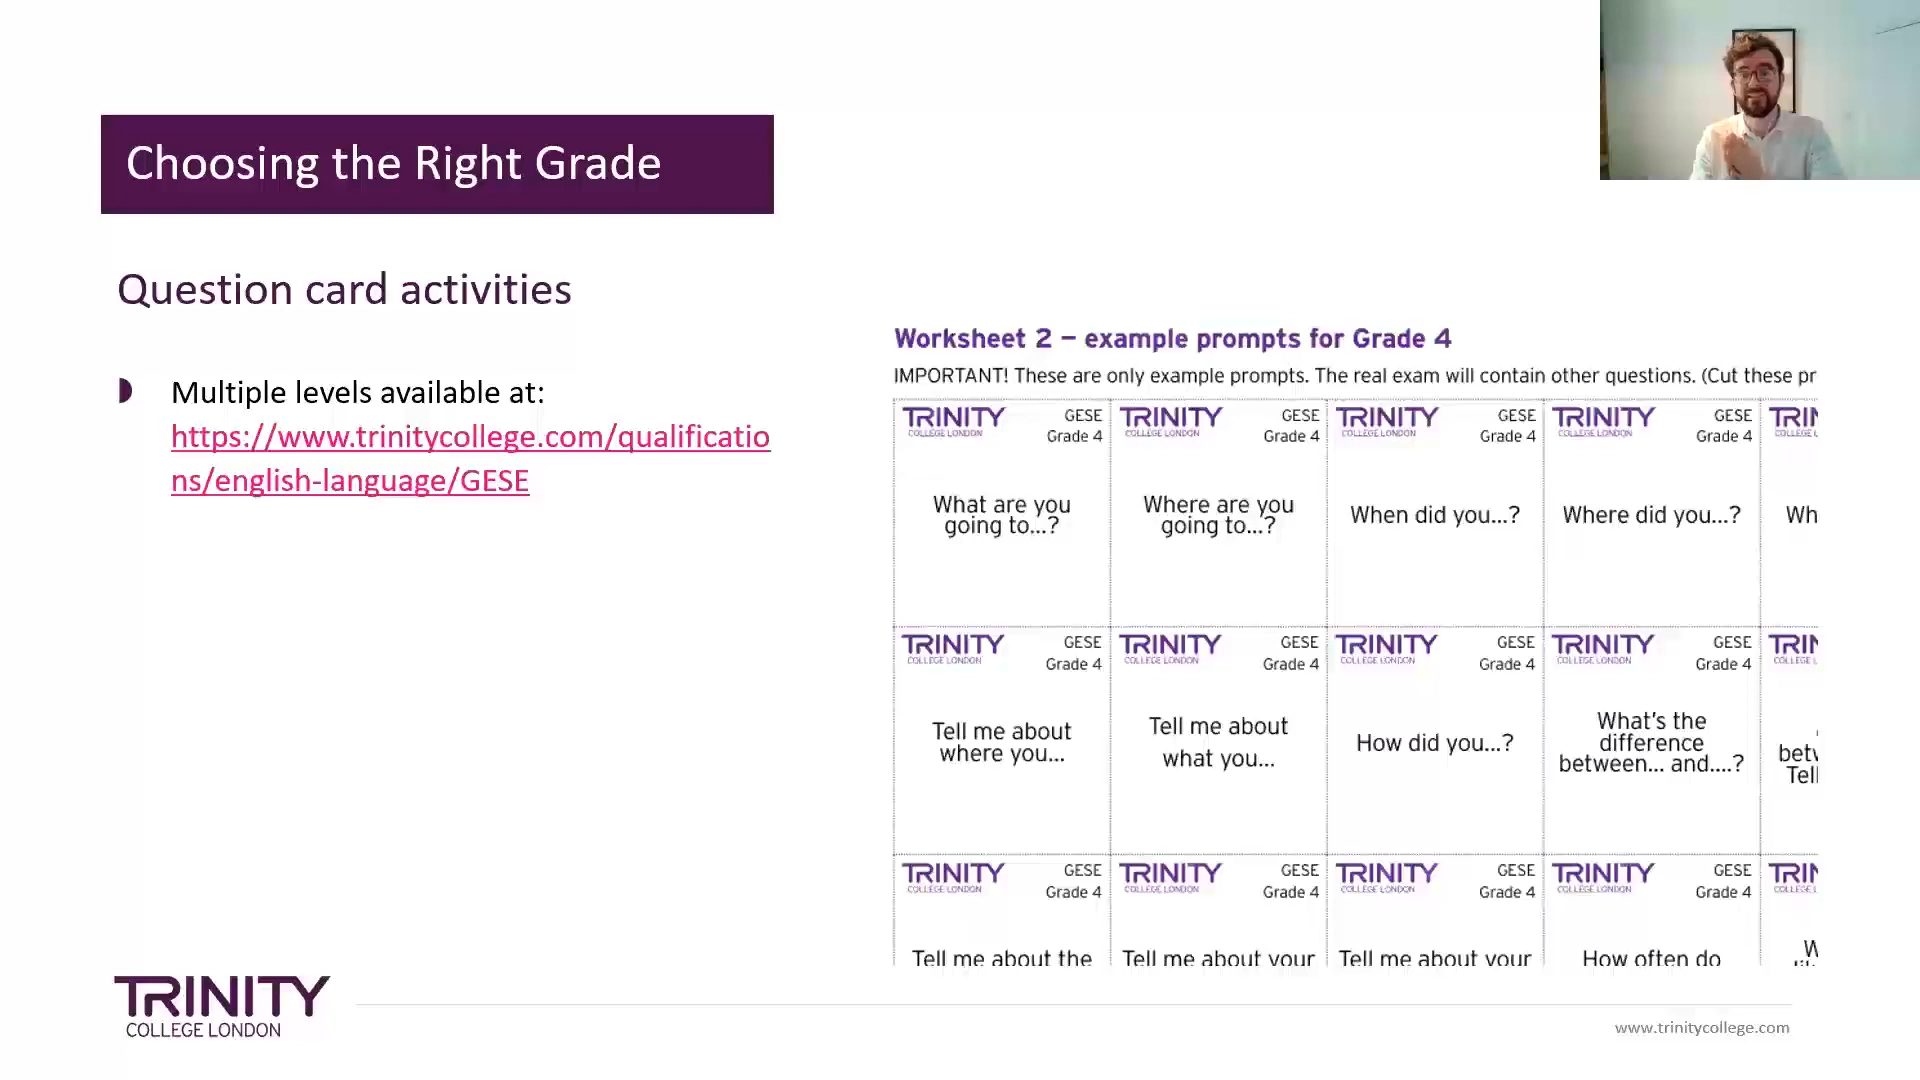 Choosing the Right Grade
Question card activities
Multiple levels available at:
https://www.trinitycollege.com/qualificatio
ns/english-language/GESE
Worksheet 2 – example prompts for Grade 4
IMPORTANT! These are only example prompts. The real exam will contain other questions. (Cut these pr
TRINITY
COLLEGE LONDON
GESE
Grade 4
What are you
going to...?
TRINITY
COLLEGE LONDON
GESE
Grade 4
Where are you
going to...?
TRINITY
COLLEGE LONDON
GESE
Grade 4
When did you...?
TRINITY
COLLEGE LONDON
GESE
Grade 4
Where did you...?
TRIN
Wh
TRINITY
COLLEGE LONDON
GESE
Grade 4
Tell me about
where you...
TRINITY
COLLEGE LONDON
GESE
Grade 4
Tell me about
what you...
TRINITY
COLLEGE LONDON
GESE
Grade 4
How did you...?
TRINITY
COLLEGE LONDON
GESE
Grade 4
What's the
difference
between... and....?
TRIN
Tell
TRINITY
COLLEGE LONDON
GESE
Grade 4
Tell me about the
TRINITY
COLLEGE LONDON
GESE
Grade 4
Tell me about your
TRINITY
COLLEGE LONDON
GESE
Grade 4
Tell me about your
TRINITY
COLLEGE LONDON
GESE
Grade 4
How often do
TRIN
TRINITY
COLLEGE LONDON
www.trinitycollege.com